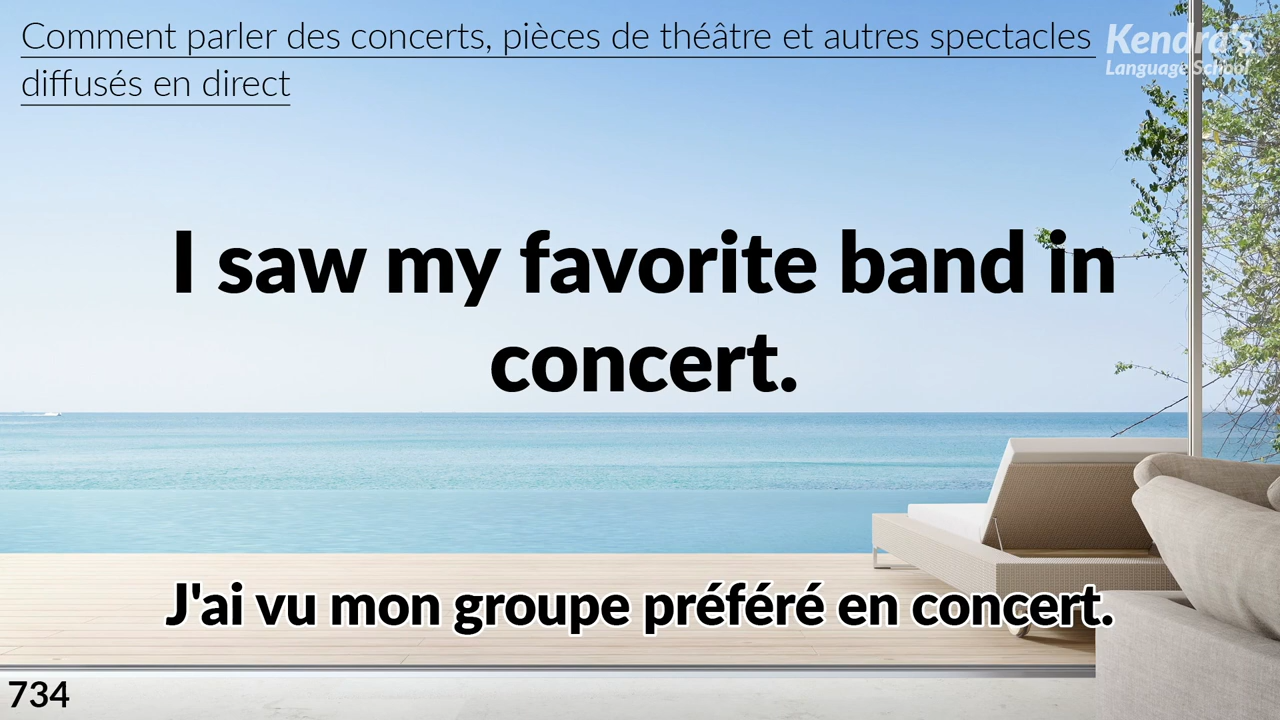 Comment parler des concerts, pièces de théâtre et autres spectacles
diffusés en direct
Kendra's
Language School
I saw my favorite band in
concert.
J'ai vu mon groupe préféré en concert.
734